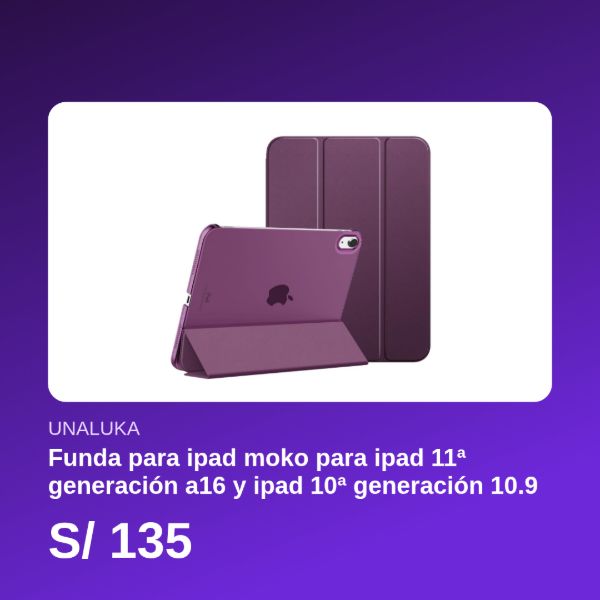 UNALUKA
Funda para ipad moko para ipad 11ª
generación a16 y ipad 10ª generación 10.9
S/ 135